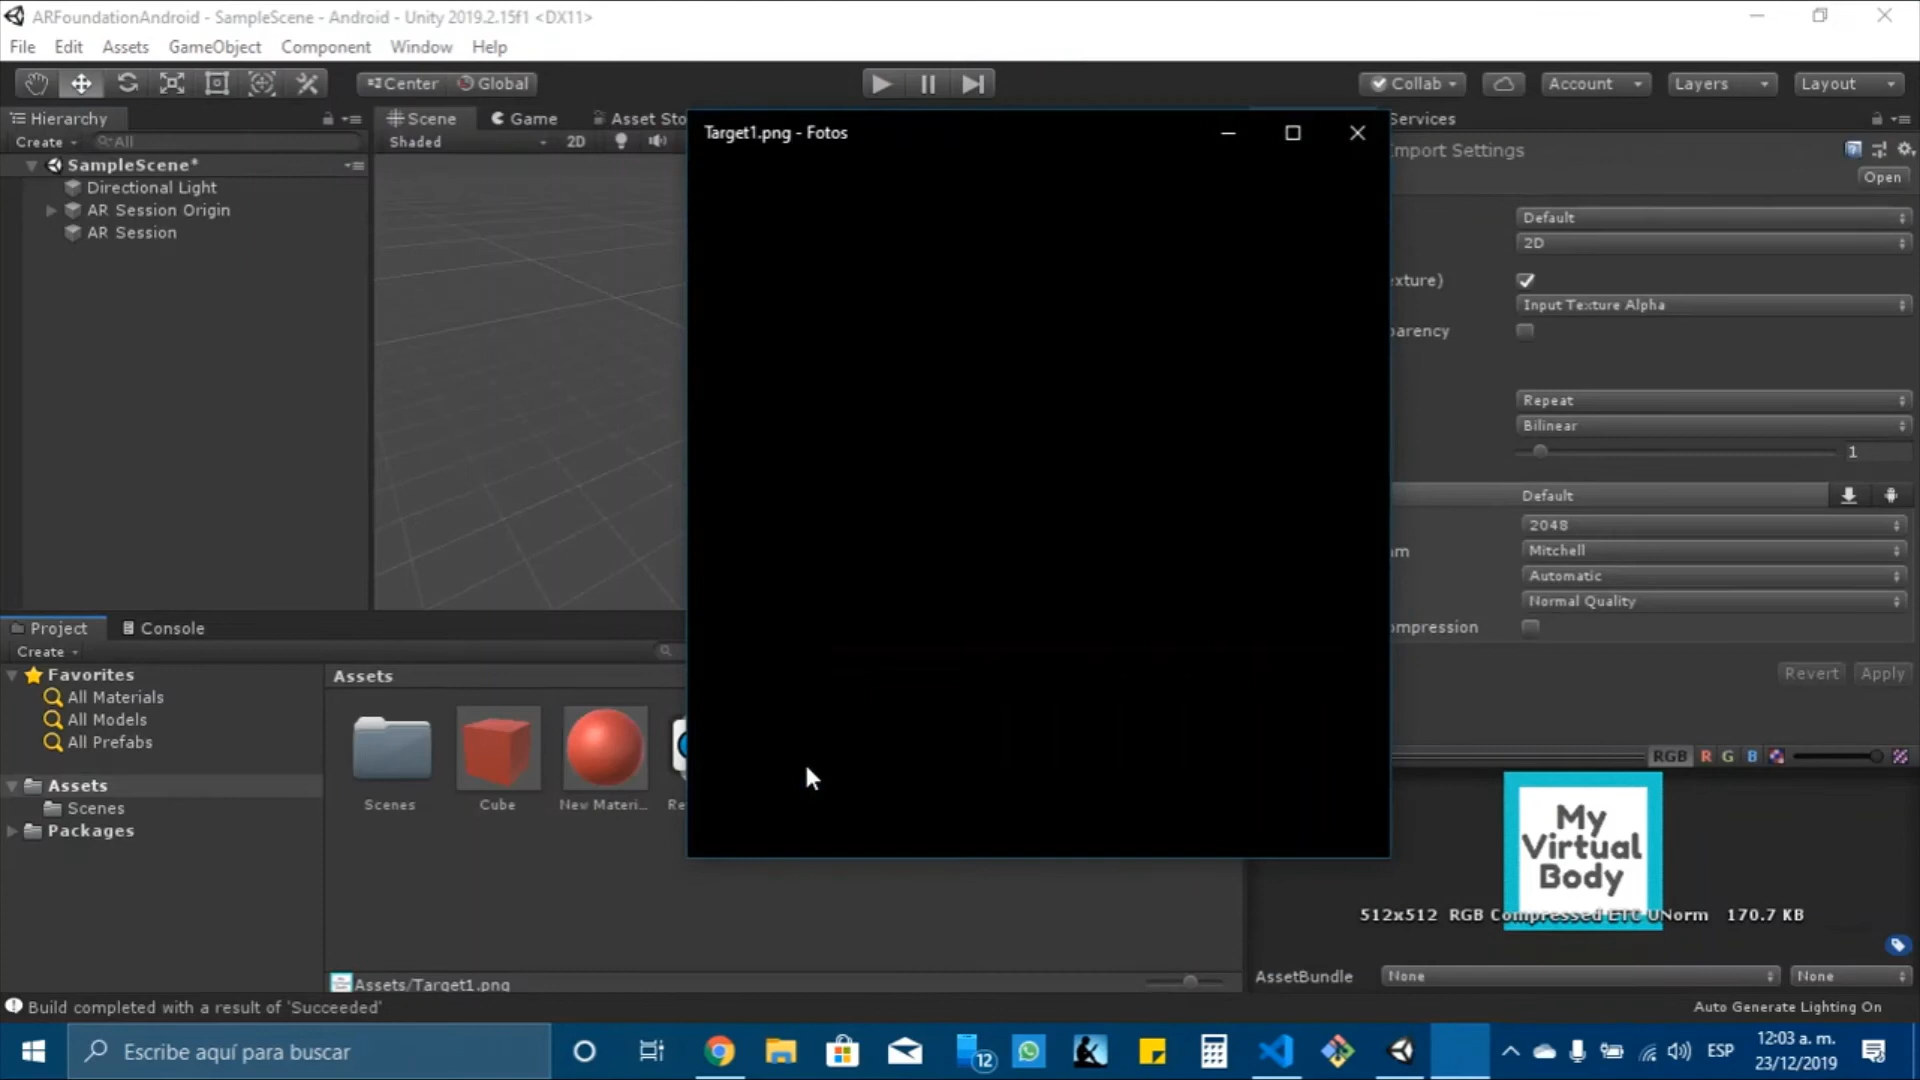 ARFoundationAndroid - SampleScene - Android - Unity 2019.2.15f1 <DX11>
File Edit Assets GameObject Component Window Help
Center Global Collab Account Layers Layout
Hierarchy Scene Game Asset Sto Services
Create All Shaded 2D
Target1.png - Fotos
mport Settings
Open
SampleScene*
Directional Light
AR Session Origin
AR Session
Default
2D
xture)
Input Texture Alpha
parency
Repeat
Bilinear
1
Default
2048
m Mitchell
Automatic
Normal Quality
ompression
Revert Apply
Project Console
Create
Favorites
All Materials
All Models
All Prefabs
Assets
Scenes
Packages
Assets
Scenes Cube New Materi... Re
Assets/Target1.png
RGB R G B
My
Virtual
Body
512x512 RGB Compressed ETC UNorm 170.7 KB
AssetBundle None None
Build completed with a result of 'Succeeded'
Auto Generate Lighting On
Escribe aquí para buscar
12
ESP
12:03 a. m.
23/12/2019